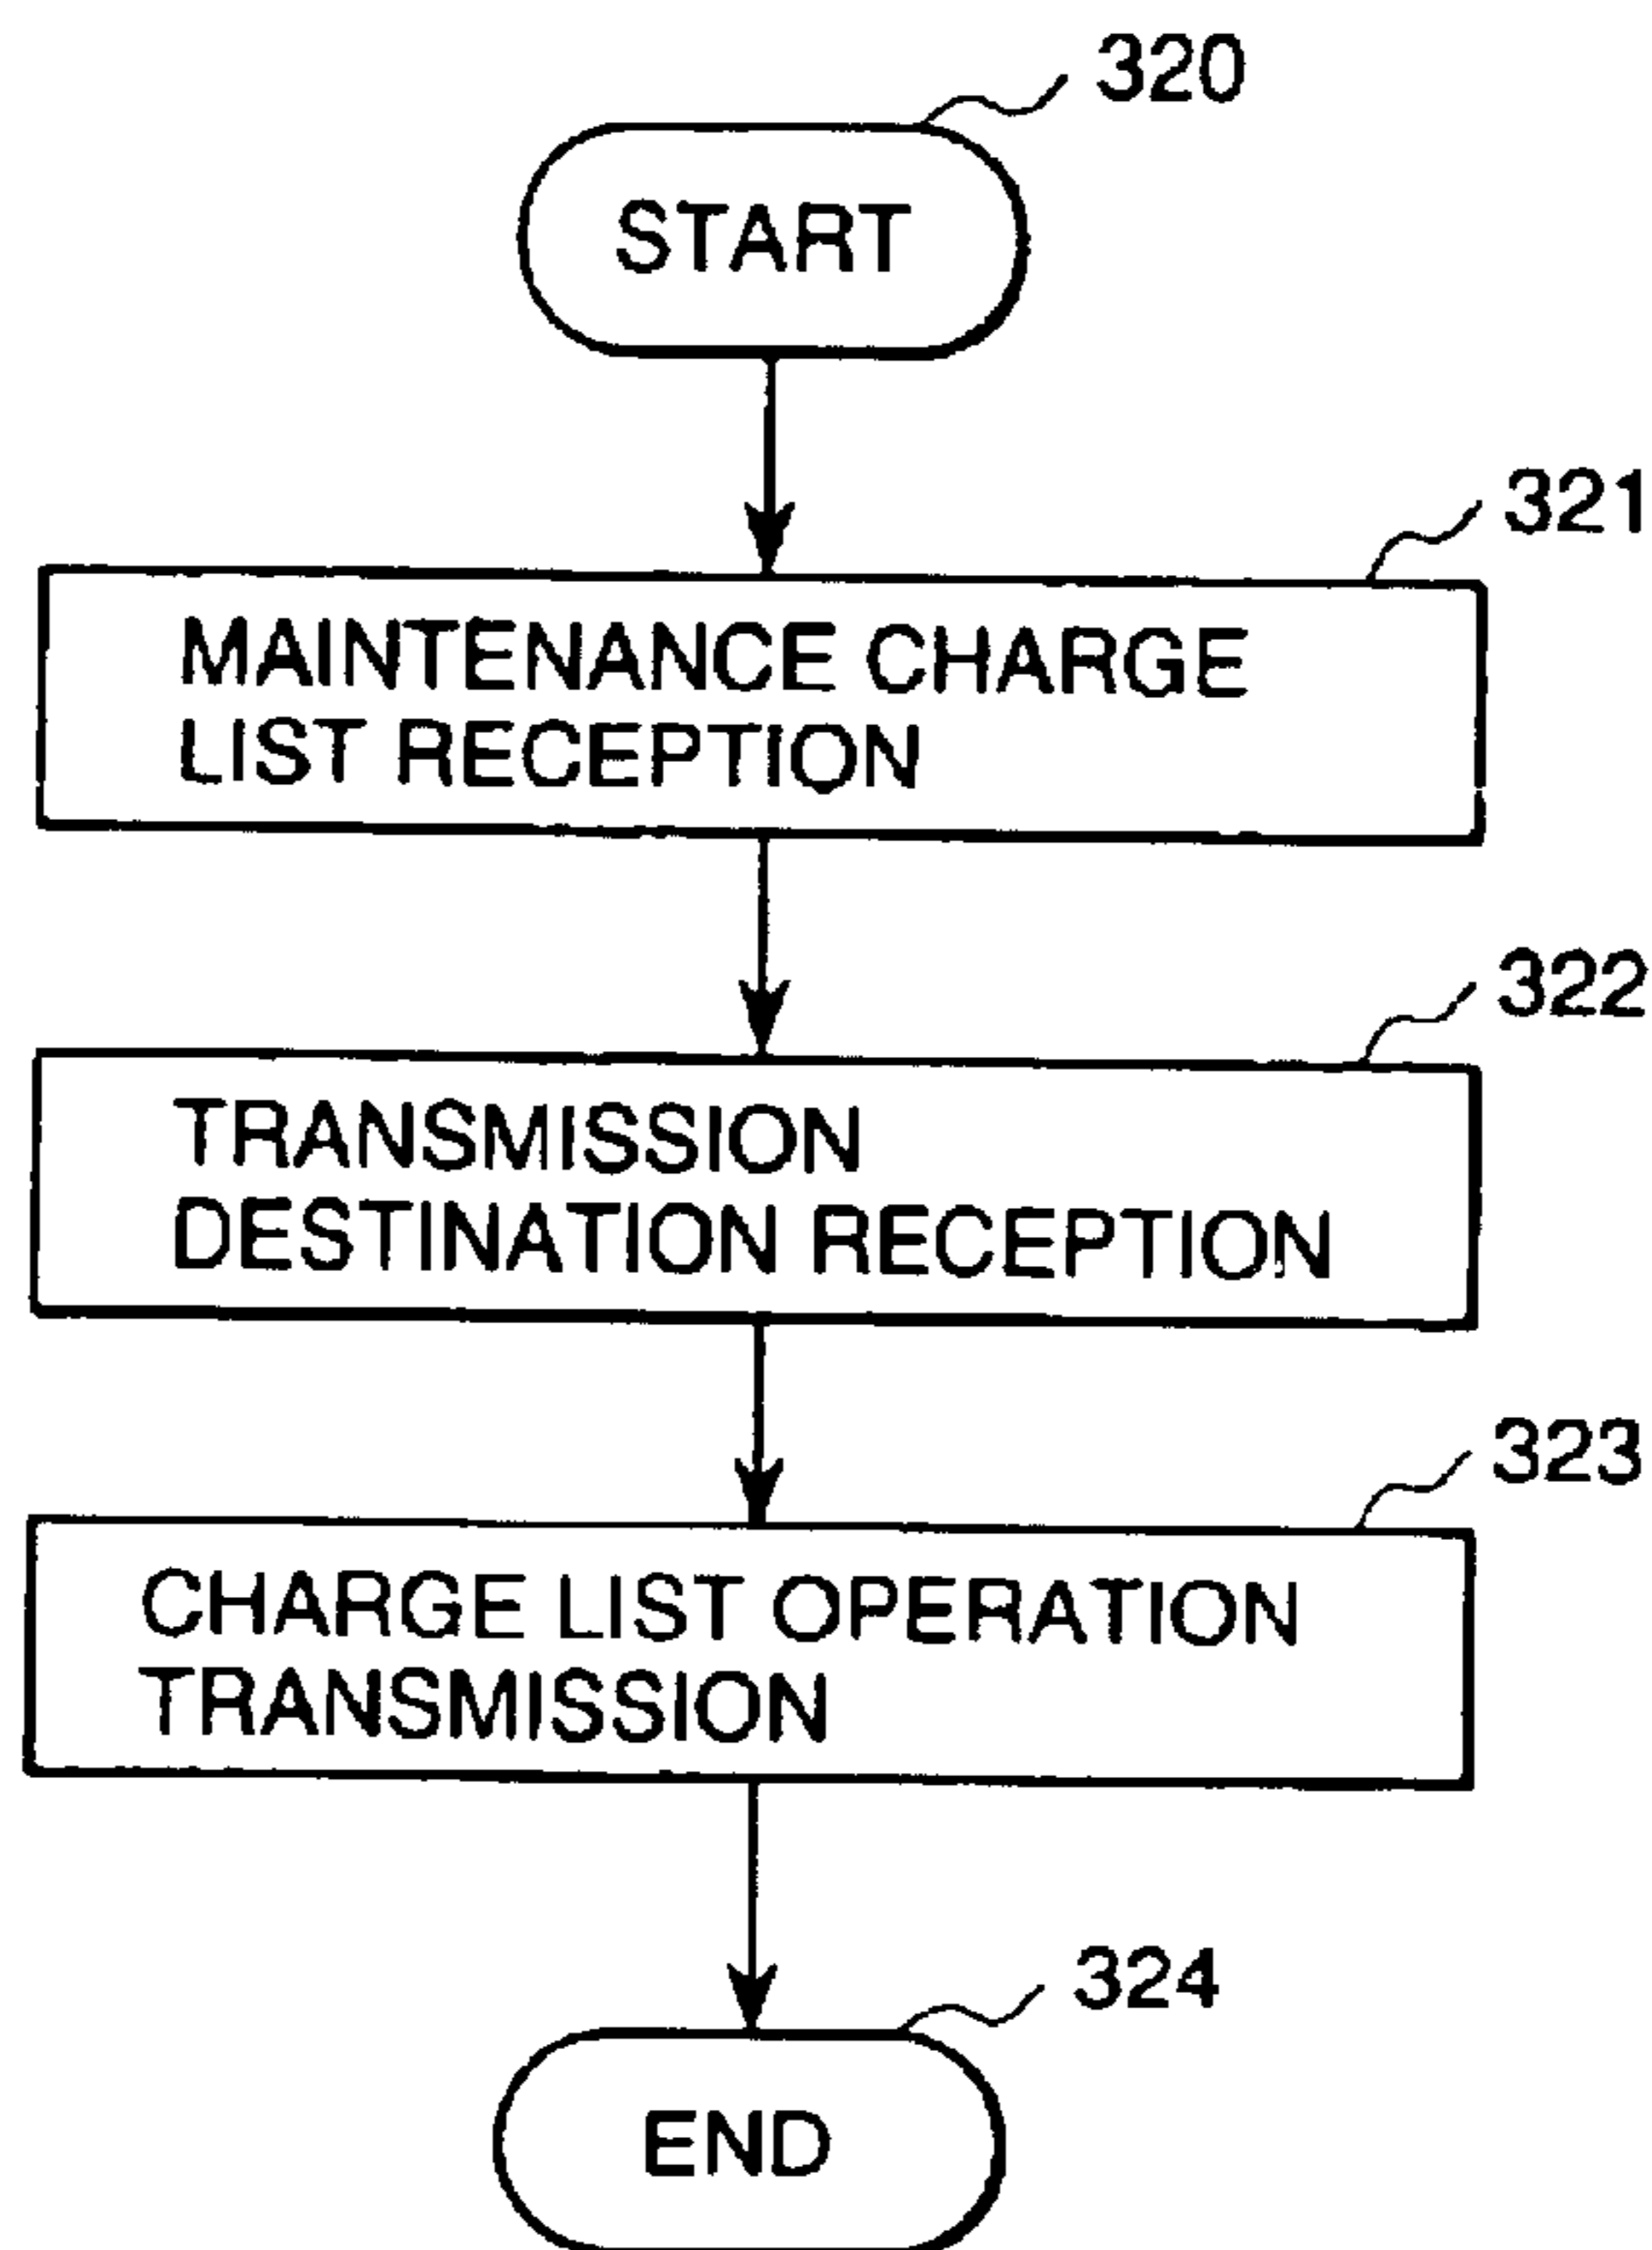 320
START
321
MAINTENANCE CHARGE
LIST RECEPTION
322
TRANSMISSION
DESTINATION RECEPTION
323
CHARGE LIST OPERATION
TRANSMISSION
324
END